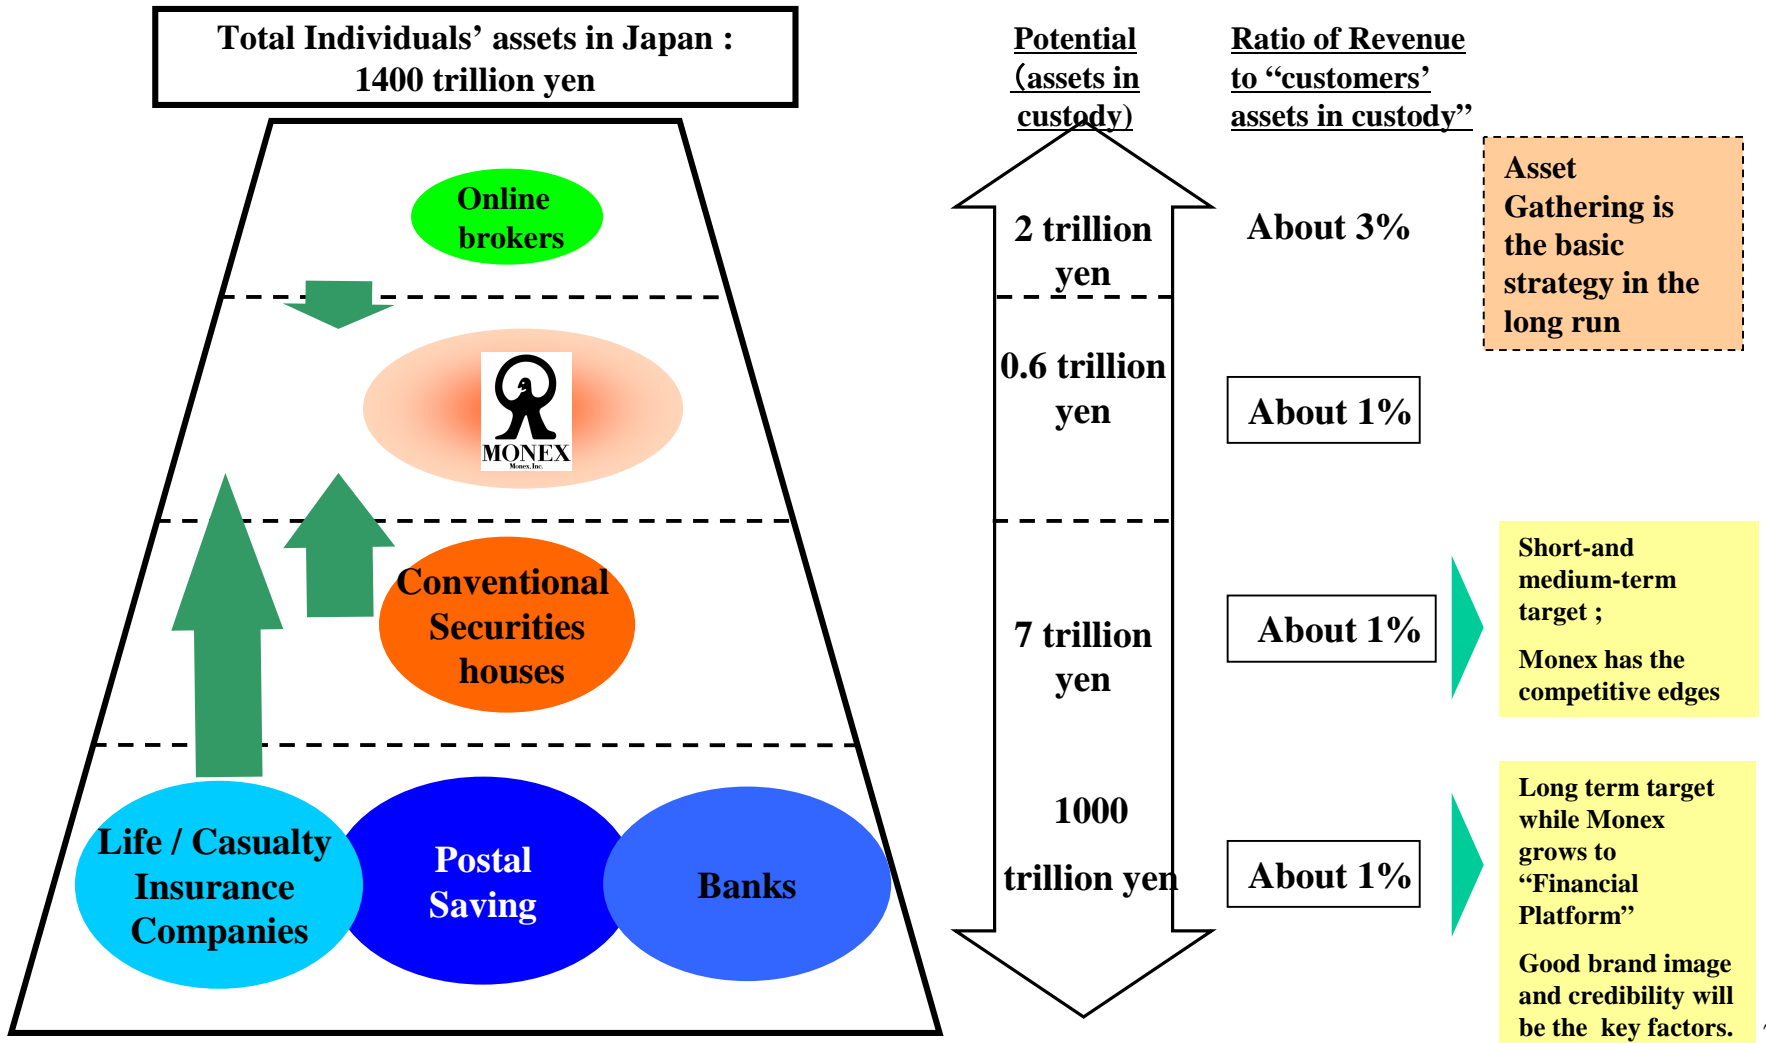 Total Individuals’ assets in Japan :
1400 trillion yen
Potential
(assets in
custody)
Ratio of Revenue
to “customers’
assets in custody”
Asset
Gathering is
the basic
strategy in the
long run
Online
brokers
2 trillion
yen
About 3%
MONEX
Monex, Inc.
0.6 trillion
yen
About 1%
Conventional
Securities
houses
7 trillion
yen
About 1%
Short-and
medium-term
target ;
Monex has the
competitive edges
Life / Casualty
Insurance
Companies
Postal
Saving
Banks
1000
trillion yen
About 1%
Long term target
while Monex
grows to
“Financial
Platform”
Good brand image
and credibility will
be the key factors.